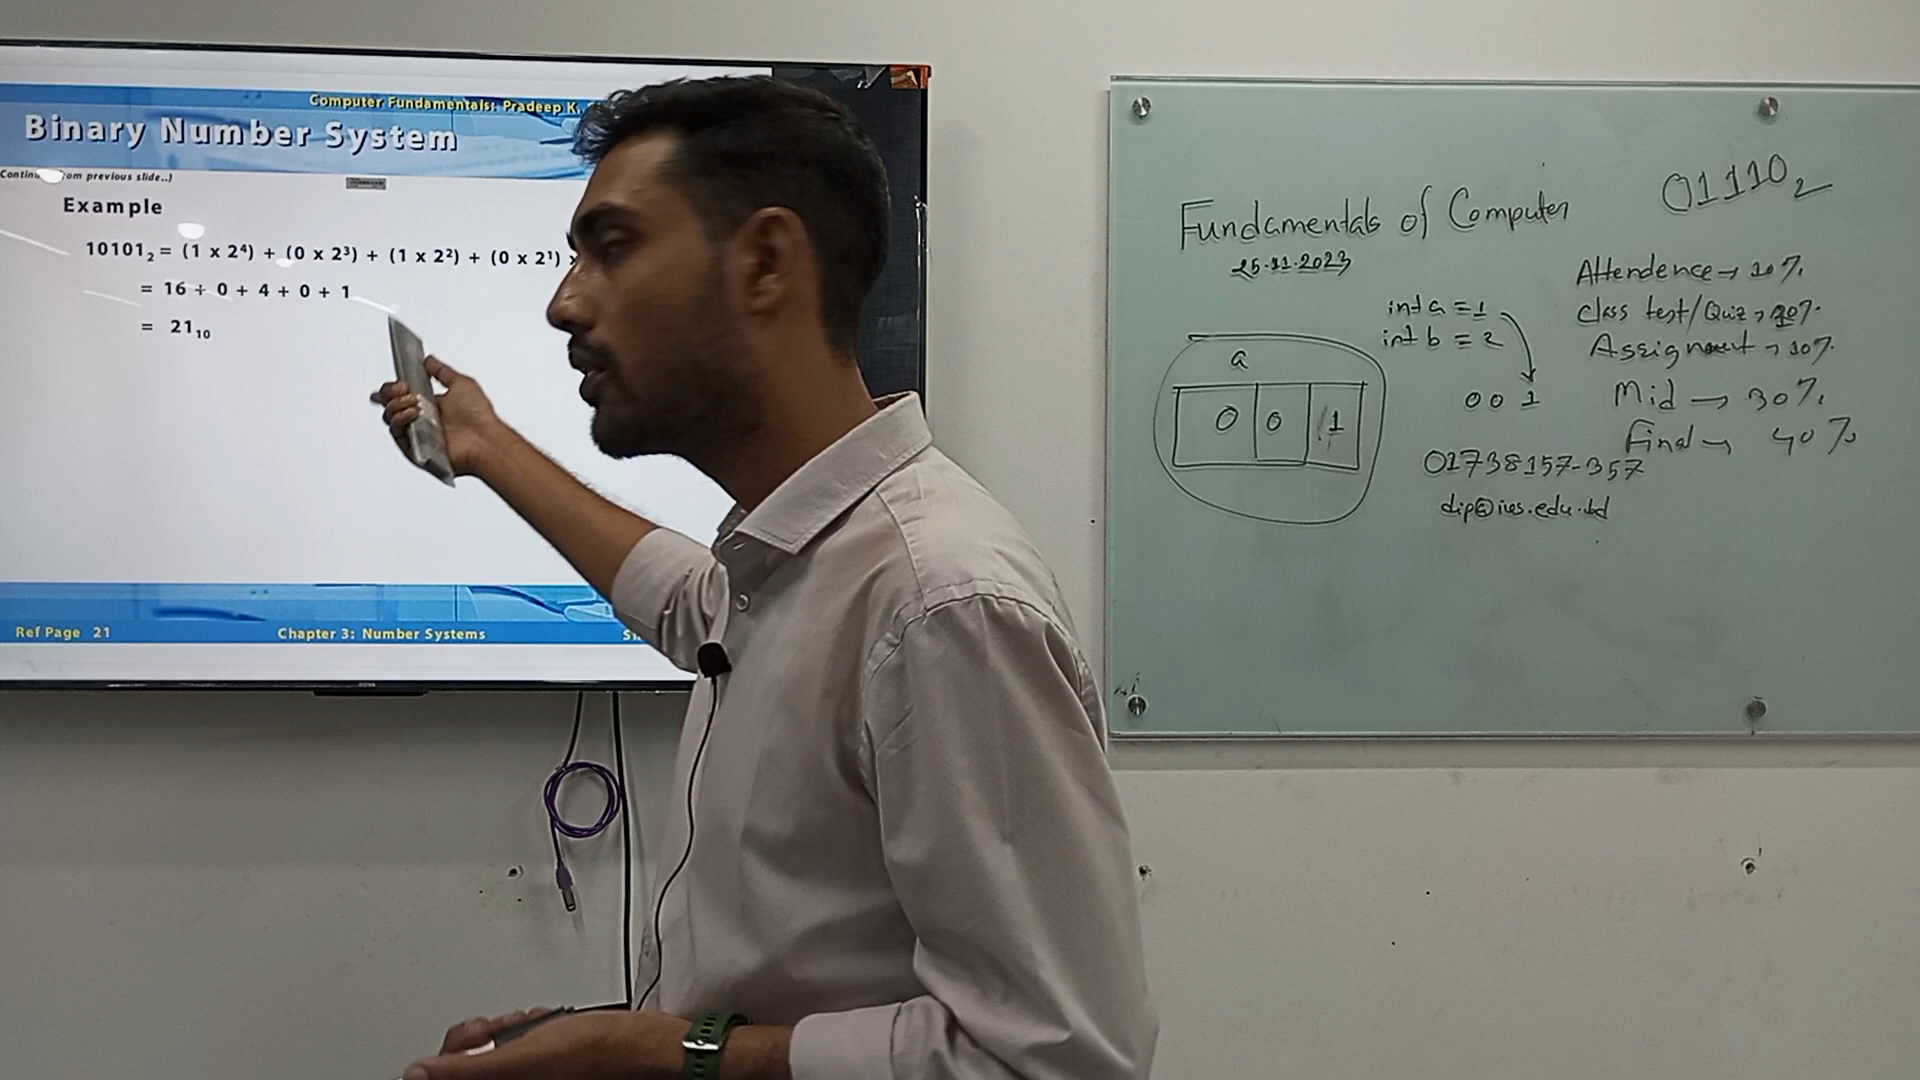 Computer Fundamentals: Pradeep K.
Binary Number System
from previous slide..)
Example
10101₂ = (1 x 2⁴) + (0 x 2³) + (1 x 2²) + (0 x 2¹)
= 16 + 0 + 4 + 0 + 1
= 21₁₀
Ref Page 21
Chapter 3: Number Systems
01110₂
Fundamentals of Computer
25.11.2023
Attendence → 10%
Class test/Quiz → 10%
Assignment → 10%
Mid → 30%
Final → 40%
int a = 1
int b = 2
0 0 1
a
0 0 1
01738157-357
dip@ius.edu.bd